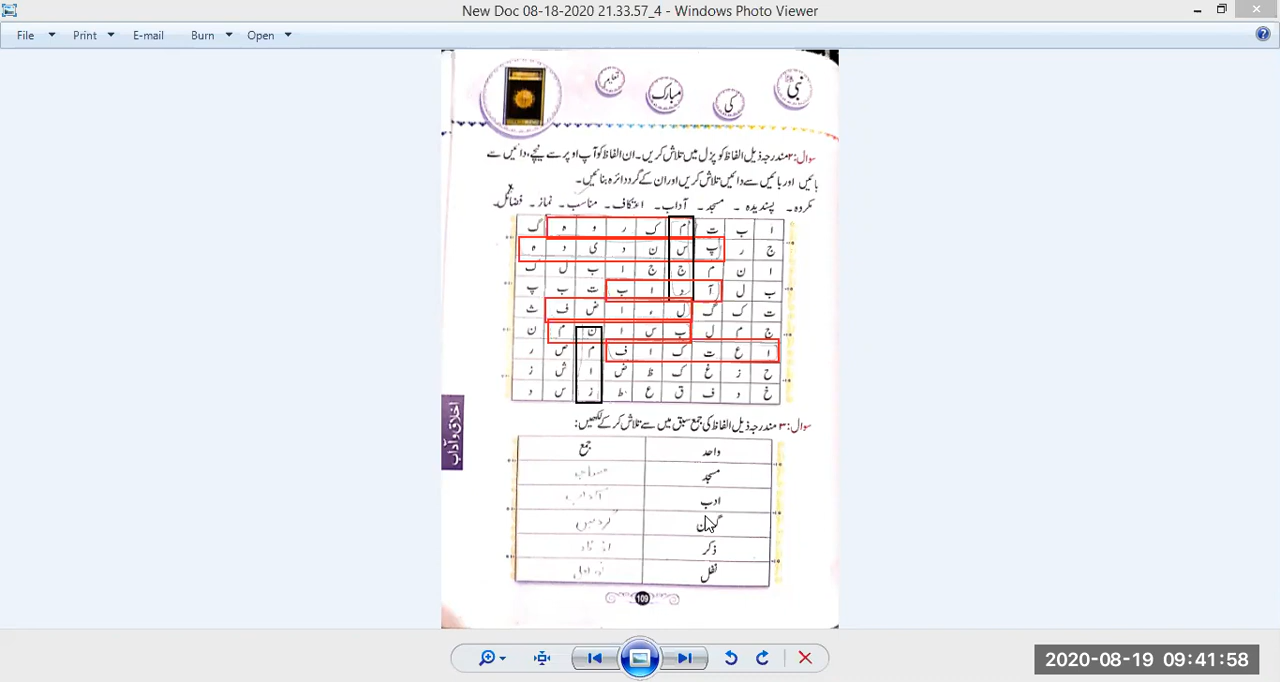 New Doc 08-18-2020 21.33.57_4 - Windows Photo Viewer
File Print E-mail Burn Open
نبی کی مبارک تعلیم
سوال:۲ مندرجہ ذیل الفاظ کو پزل میں تلاش کریں۔ ان الفاظ کو آپ اوپر سے نیچے، دائیں سے
بائیں اور بائیں سے دائیں تلاش کریں اور ان کے گرد دائرہ بنائیں۔
مکروہ۔ پسندیدہ ۔ مسجد ۔ آداب۔ اعتکاف۔ مناسب۔ نماز۔ فضائل۔
ا ب ت م ک ر و ہ گ
ج ر پ س ن د ی د ہ
ا ن م ج ج ا ب ل ک
ب ل آ د ا ب ت ب پ
ت ک گ ل ء ا ض ف ث
ج م ل ب س ا ن م ن
ا ع ت ک ا ف م ص ر
ح ز غ ک ظ ض ا ش ز
خ د ف ق ع ط ز س د
اخلاق و آداب
سوال:۳ مندرجہ ذیل الفاظ کی جمع سبق میں سے تلاش کر کے لکھیں:
واحد جمع
مسجد
ادب
ذکر
نفل
109
2020-08-19 09:41:58